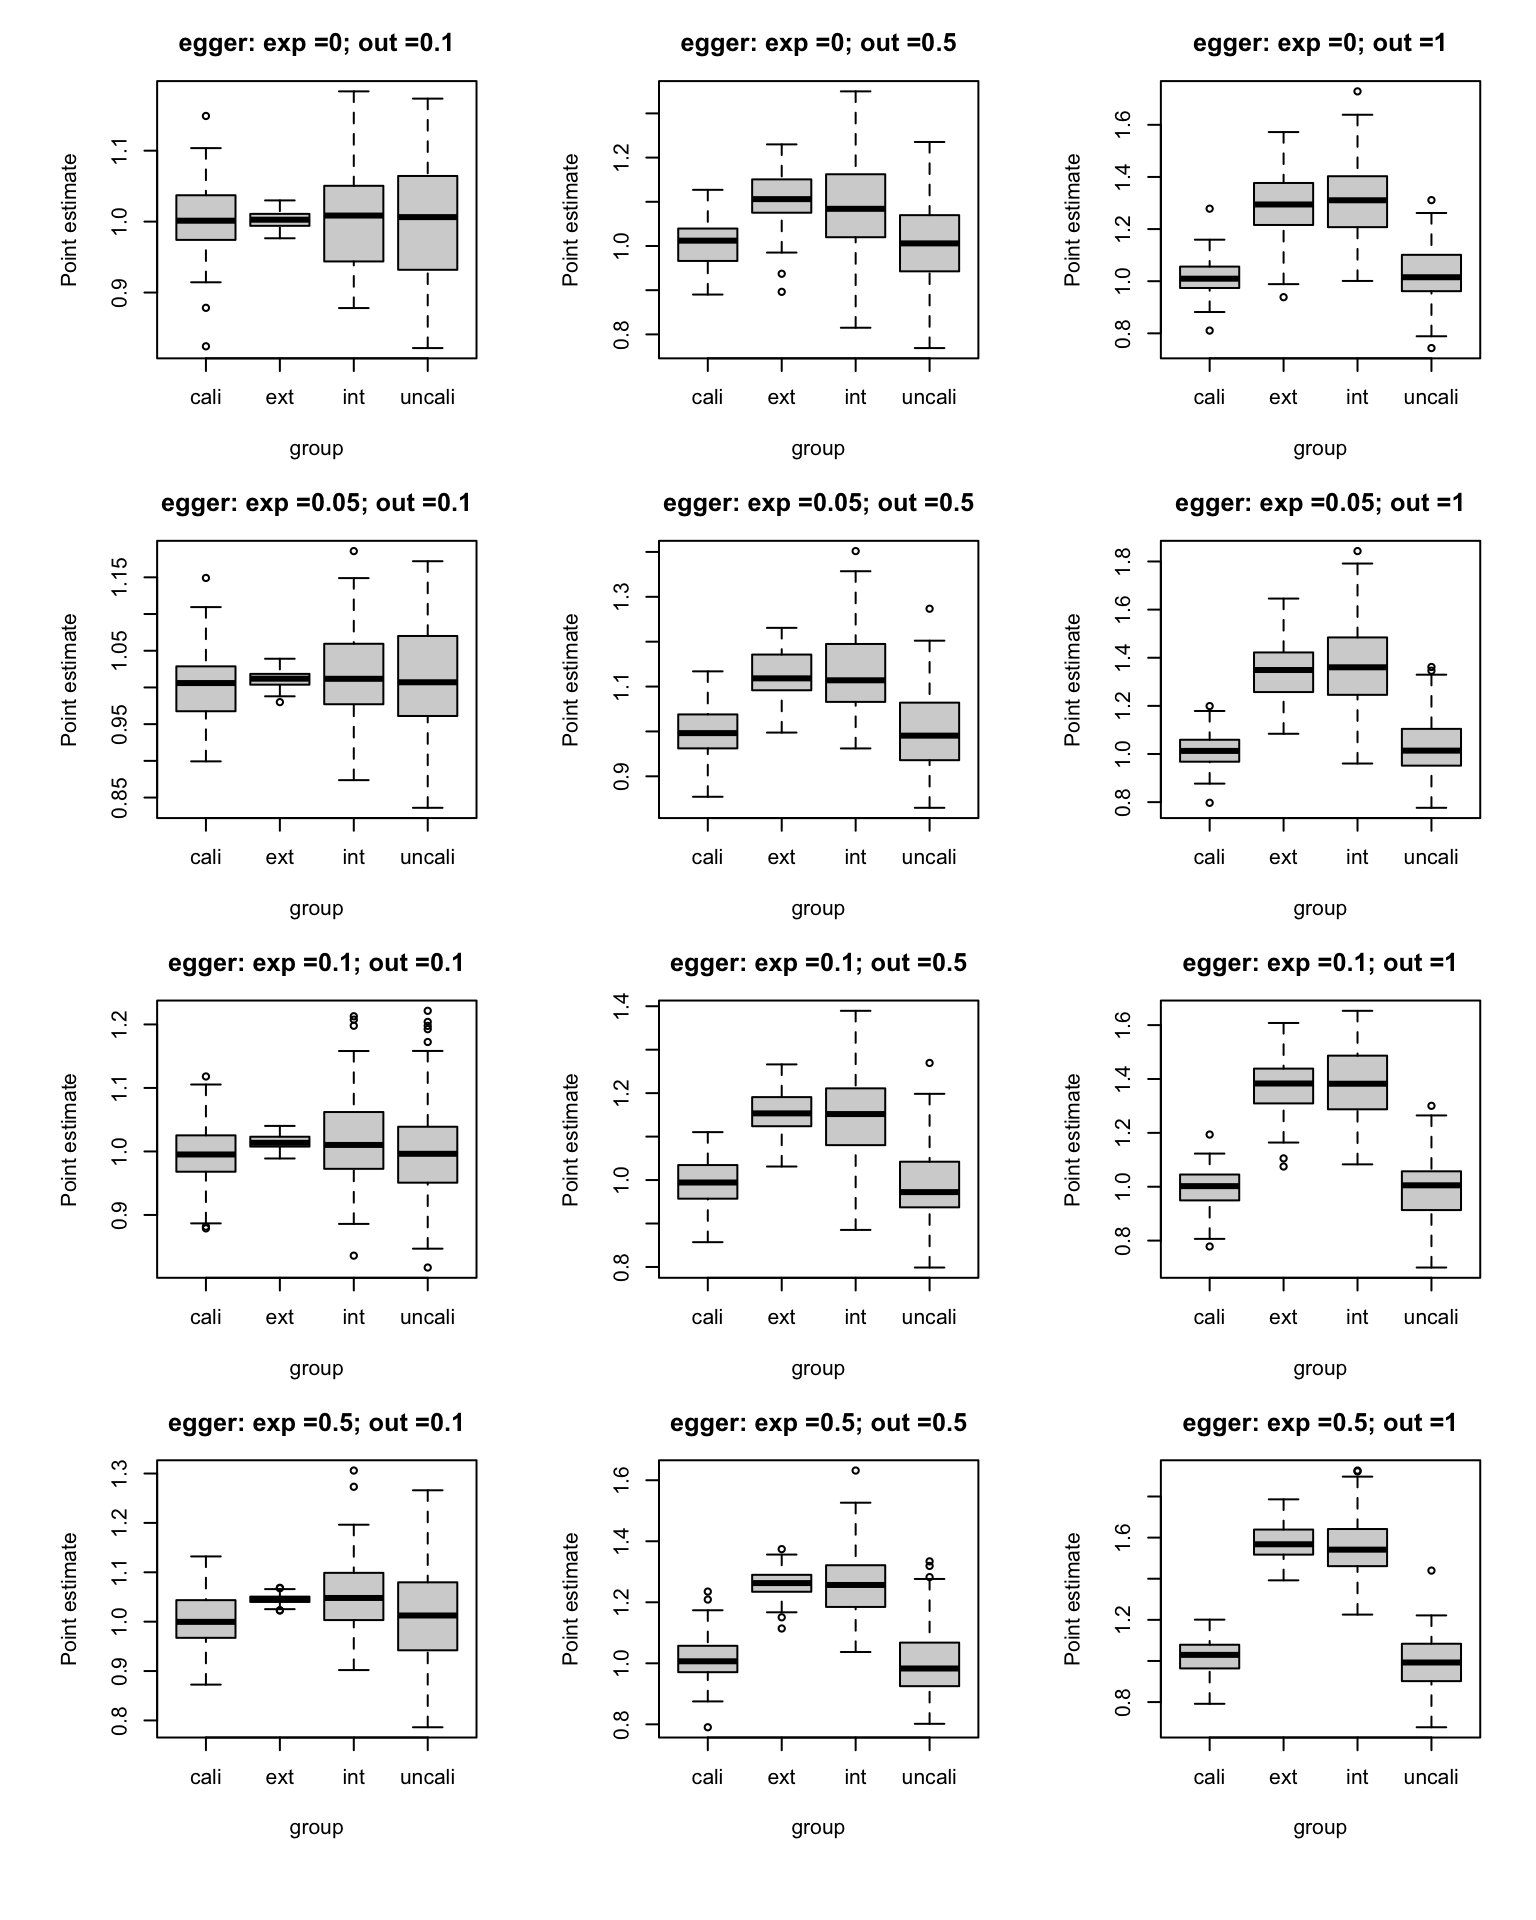 egger: exp =0; out =0.1
Point estimate
0.9 1.0 1.1
cali ext int uncali
group
egger: exp =0; out =0.5
Point estimate
0.8 1.0 1.2
cali ext int uncali
group
egger: exp =0; out =1
Point estimate
0.8 1.0 1.2 1.4 1.6
cali ext int uncali
group
egger: exp =0.05; out =0.1
Point estimate
0.85 0.95 1.05 1.15
cali ext int uncali
group
egger: exp =0.05; out =0.5
Point estimate
0.9 1.1 1.3
cali ext int uncali
group
egger: exp =0.05; out =1
Point estimate
0.8 1.0 1.2 1.4 1.6 1.8
cali ext int uncali
group
egger: exp =0.1; out =0.1
Point estimate
0.9 1.0 1.1 1.2
cali ext int uncali
group
egger: exp =0.1; out =0.5
Point estimate
0.8 1.0 1.2 1.4
cali ext int uncali
group
egger: exp =0.1; out =1
Point estimate
0.8 1.0 1.2 1.4 1.6
cali ext int uncali
group
egger: exp =0.5; out =0.1
Point estimate
0.8 0.9 1.0 1.1 1.2 1.3
cali ext int uncali
group
egger: exp =0.5; out =0.5
Point estimate
0.8 1.0 1.2 1.4 1.6
cali ext int uncali
group
egger: exp =0.5; out =1
Point estimate
0.8 1.2 1.6
cali ext int uncali
group